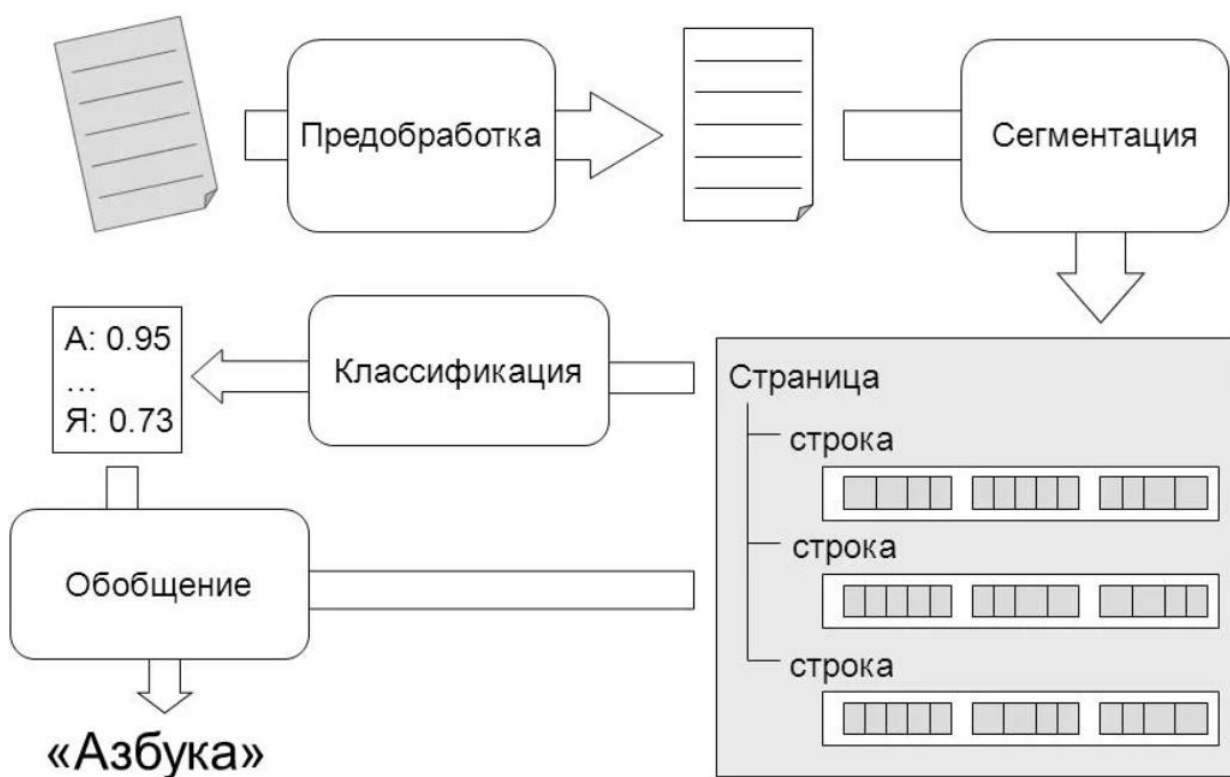 Предобработка
Сегментация
А: 0.95
…
Я: 0.73
Классификация
Страница
строка
строка
строка
Обобщение
«Азбука»